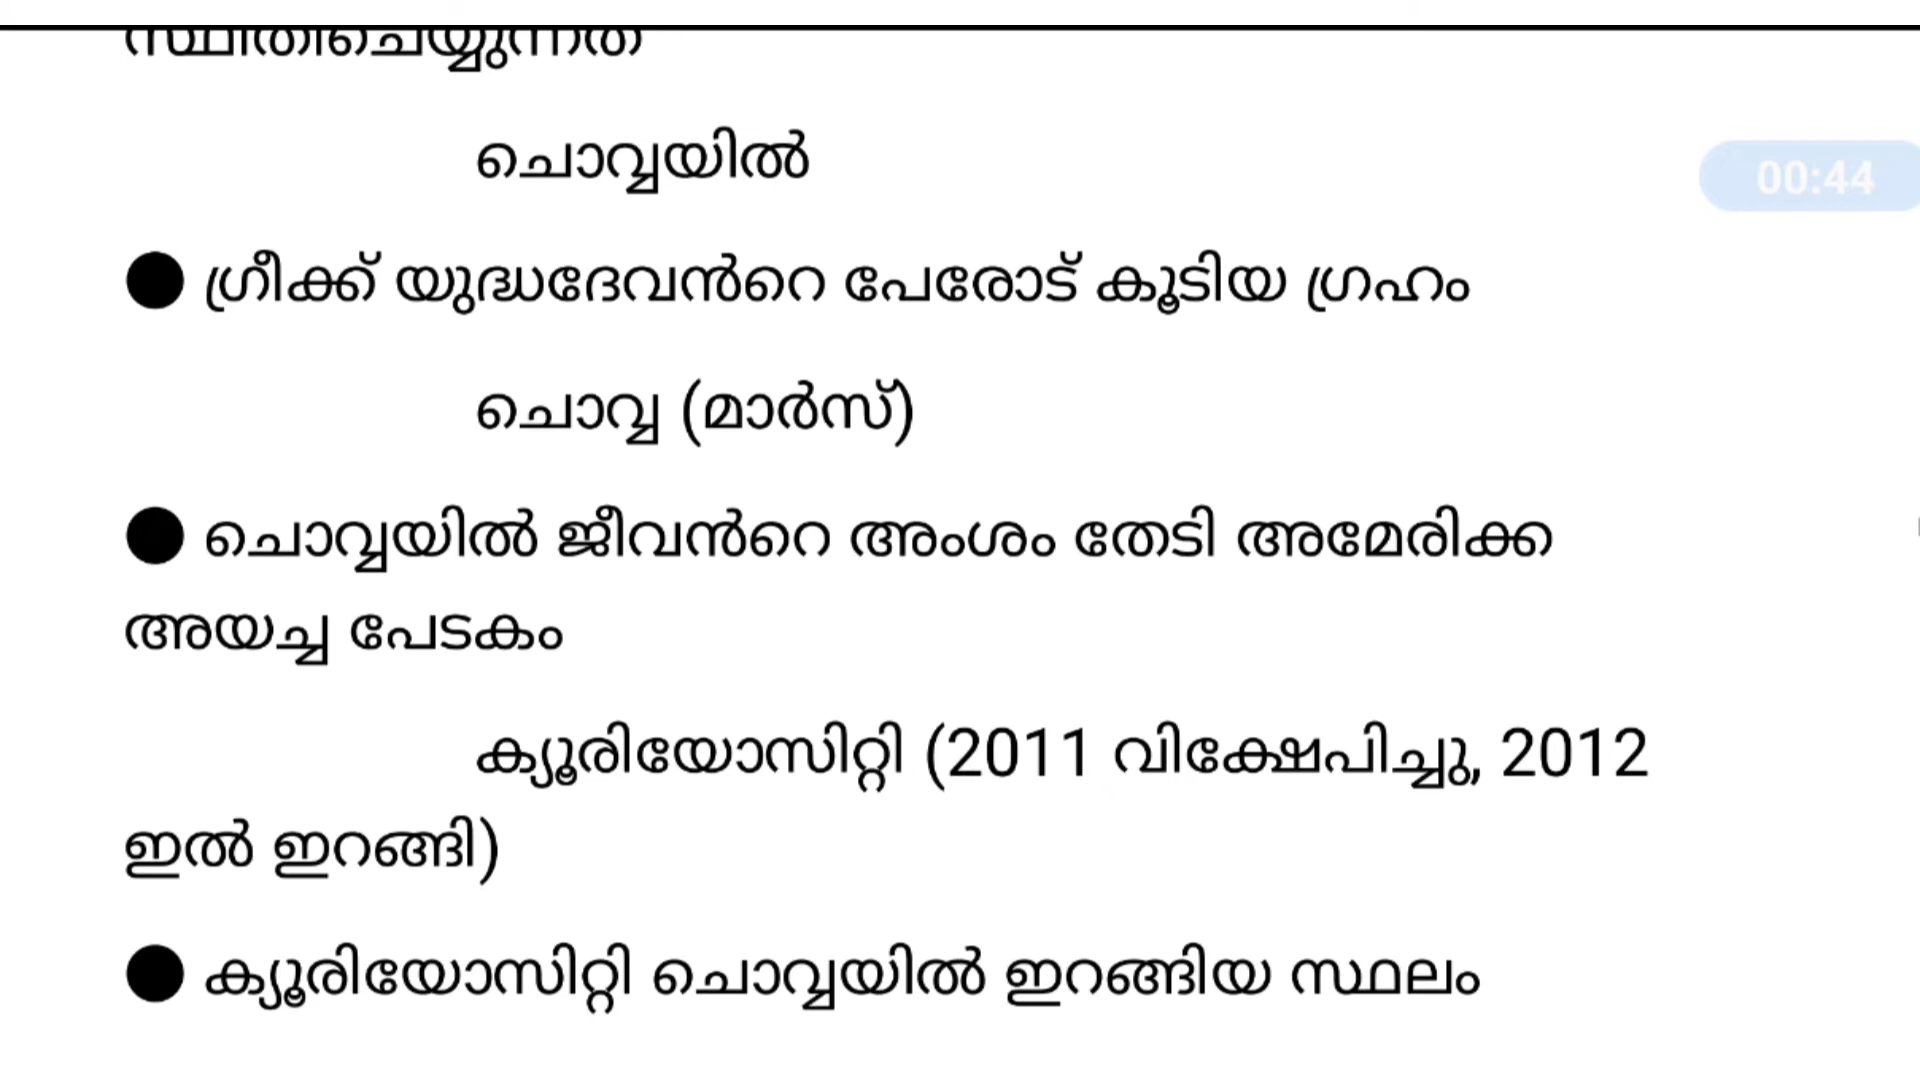 സ്ഥിതിചെയ്യുന്നത്
ചൊവ്വയിൽ
00:44
● ഗ്രീക്ക് യുദ്ധദേവൻറെ പേരോട് കൂടിയ ഗ്രഹം
ചൊവ്വ (മാർസ്)
● ചൊവ്വയിൽ ജീവൻറെ അംശം തേടി അമേരിക്ക
അയച്ച പേടകം
ക്യൂരിയോസിറ്റി (2011 വിക്ഷേപിച്ചു, 2012
ഇൽ ഇറങ്ങി)
● ക്യൂരിയോസിറ്റി ചൊവ്വയിൽ ഇറങ്ങിയ സ്ഥലം